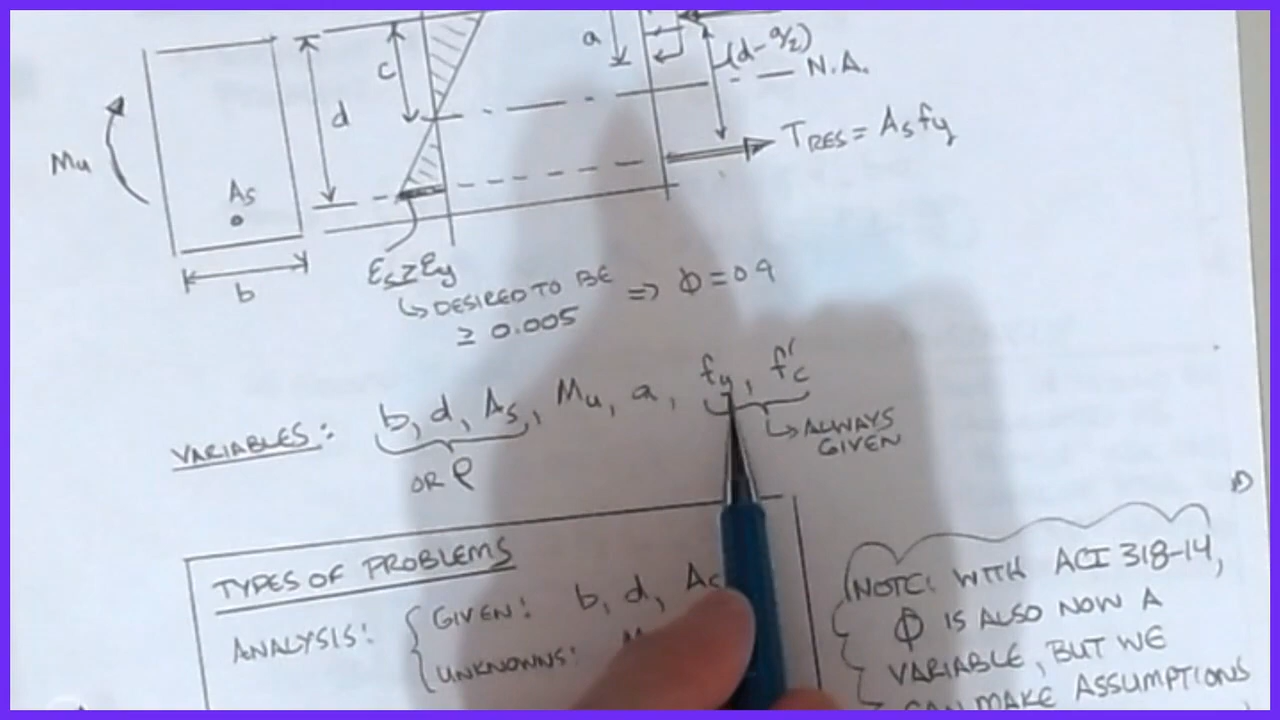 a
(d-a/2)
c
N.A.
d
TRES = As fy
Mu
As
b
εs ≥ εy
↳ DESIRED TO BE ⇒ φ = 0.9
≥ 0.005
VARIABLES: b, d, As, Mu, a, fy, f'c
↳ ALWAYS
GIVEN
OR ρ
TYPES OF PROBLEMS
ANALYSIS: { GIVEN: b, d, As
UNKNOWNS:
NOTE: WITH ACI 318-14,
φ IS ALSO NOW A
VARIABLE, BUT WE
CAN MAKE ASSUMPTIONS